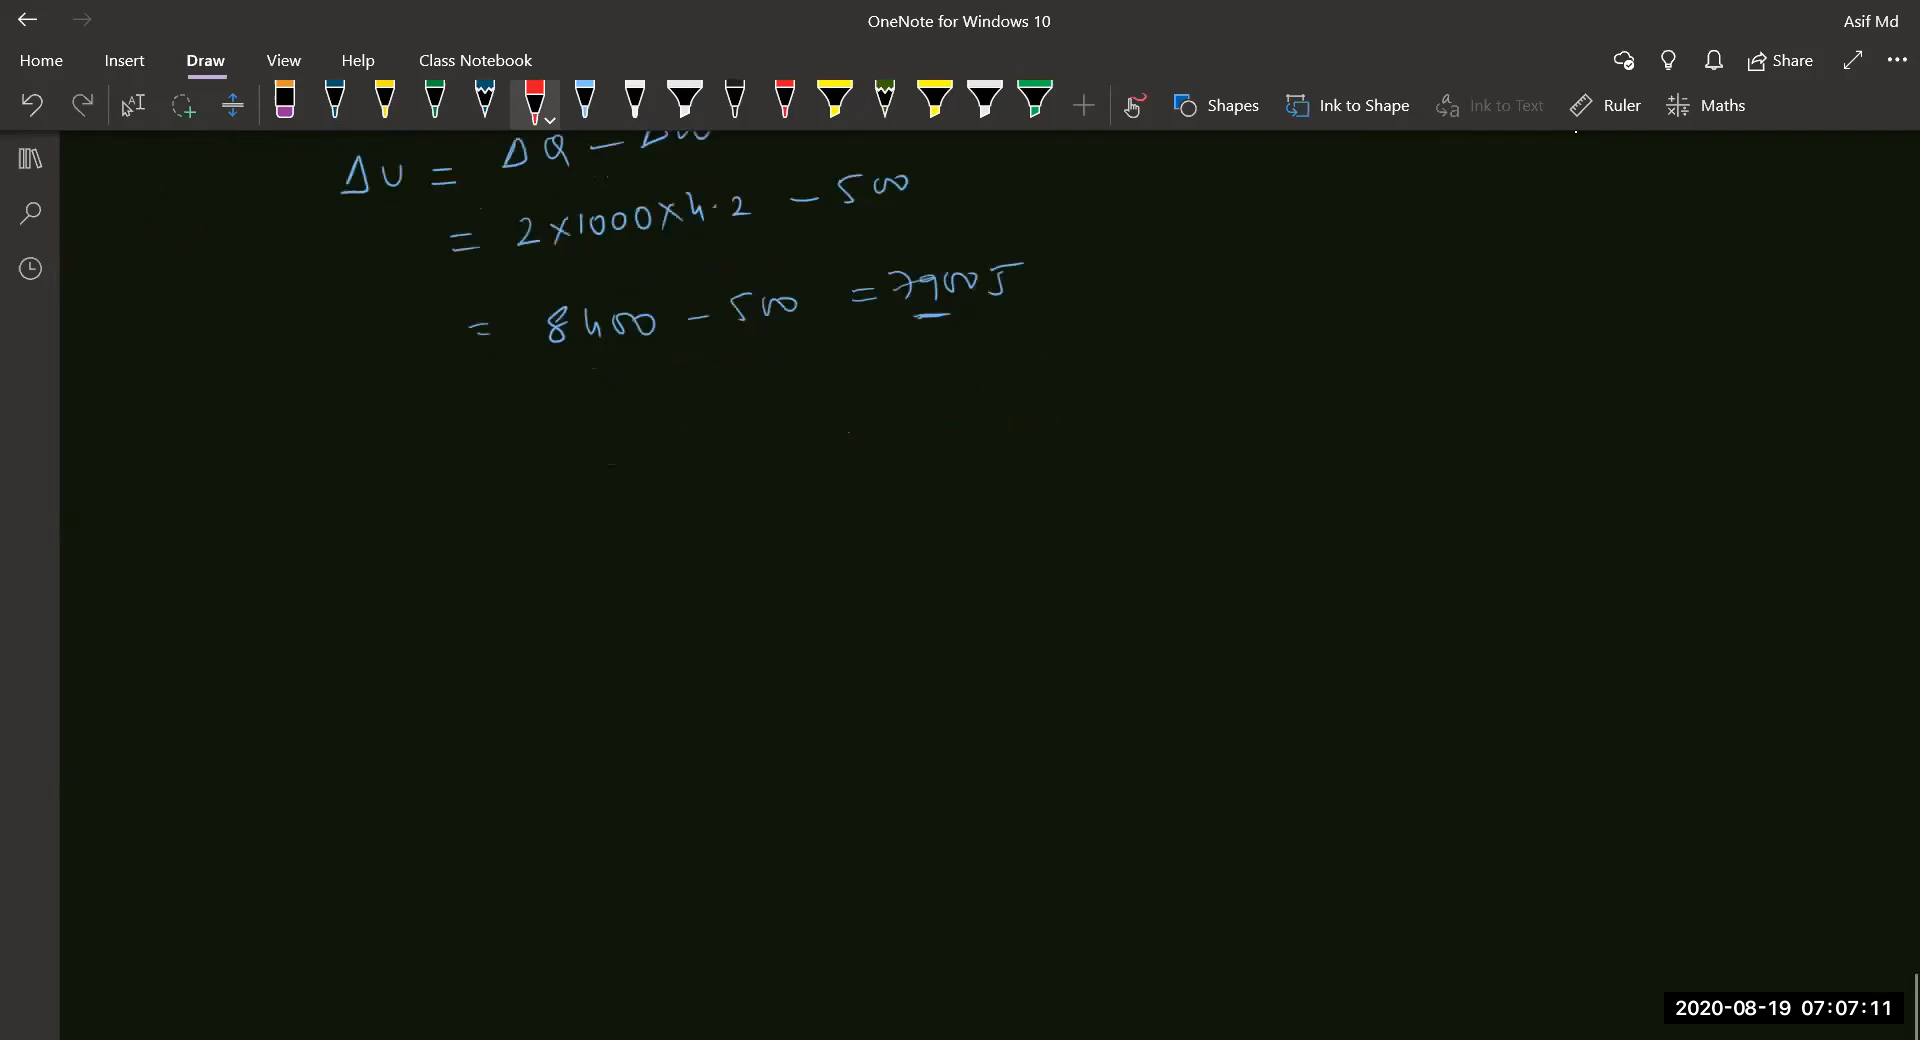 OneNote for Windows 10
Asif Md
Home Insert Draw View Help Class Notebook
Share
Shapes Ink to Shape Ink to Text Ruler Maths
ΔU = ΔQ - ΔW
= 2×1000×4.2 - 500
= 8400 - 500 = 7900 J
2020-08-19 07:07:11